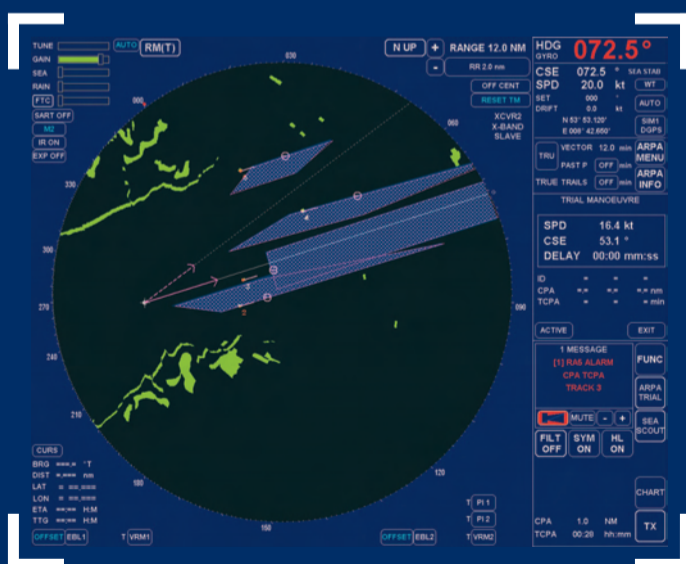 TUNE
AUTO
RM(T)
GAIN
SEA
RAIN
FTC
SART OFF
M2
IR ON
EXP OFF
N UP + RANGE 12.0 NM
- RR 2.0 nm
OFF CENT
RESET TM
XCVR2
X-BAND
SLAVE
000
030
060
090
120
150
180
210
240
270
300
330
5
4
3
2
HDG 072.5°
GYRO
CSE 072.5 ° SEA STAB
SPD 20.0 kt WT
SET 000 °
DRIFT 0.0 kt AUTO
N 53° 53.120'
SIM1
DGPS
VECTOR 12.0 min
ARPA
MENU
TRU
PAST P OFF min
ARPA
INFO
TRUE TRAILS OFF min
TRIAL MANOEUVRE
SPD 16.4 kt
CSE 53.1 °
DELAY 00:00 mm:ss
ID = = =
CPA =.= =.= =.= nm
TCPA = = = min
ACTIVE EXIT
1 MESSAGE
[1] RAS ALARM
CPA TCPA
TRACK 3
FUNC
ARPA
TRIAL
MUTE - +
SEA
SCOUT
FILT
OFF
SYM
ON
HL
ON
CHART
CPA 1.0 NM
TCPA 00:20 hh:mm
TX
CURS
BRG ===.= °T
DIST =.=== nm
LAT = ==.===
LON = ==.===
ETA ==:== H:M
TTG ==:== H:M
OFFSET EBL1
T VRM1
OFFSET EBL2
T VRM2
T PI 1
T PI 2